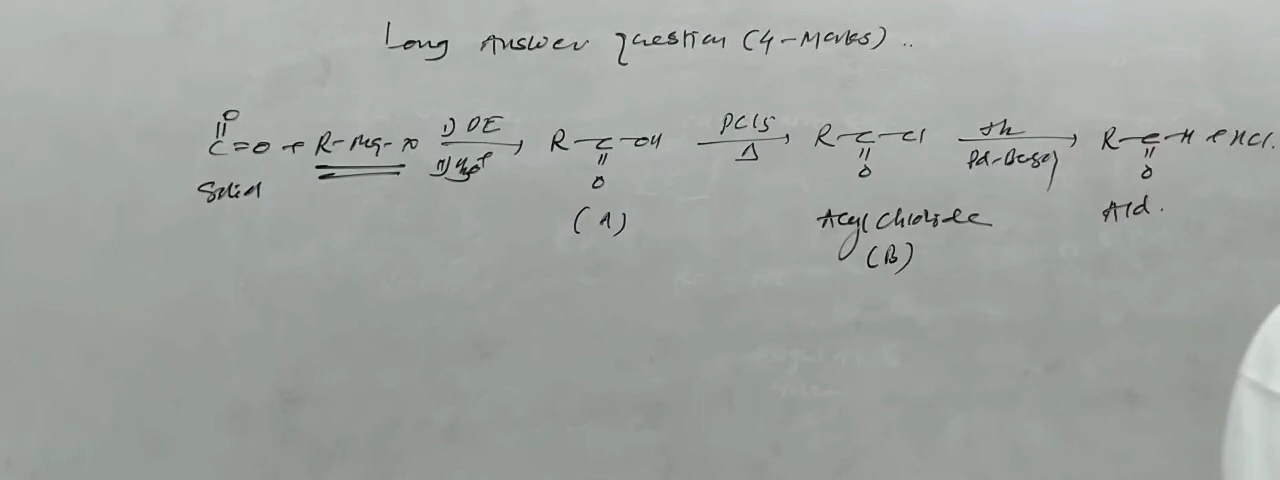 Long Answer Question (4-Marks) ..
O
||
C=O + R-Mg-X 1) DE R-C-OH PCl5 R-C-Cl Pd-BaSO4 R-C-H + HCl.
ii) H3O+ || Δ || ||
Solid O O O
(A) Acyl Chloride Ald.
(B)